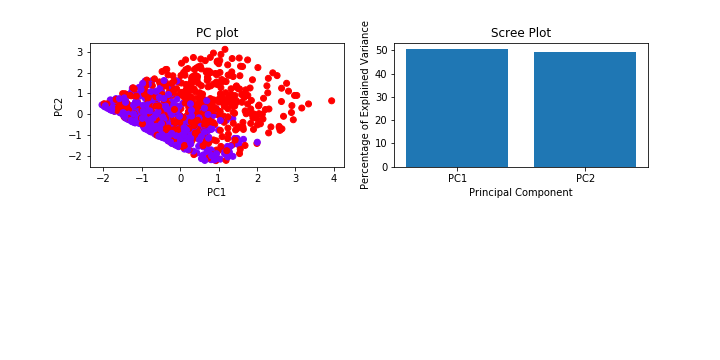 PC plot
3
2
1
0
−1
−2
PC2
−2
−1
0
1
2
3
4
PC1
Scree Plot
50
40
30
20
10
0
Percentage of Explained Variance
PC1
PC2
Principal Component